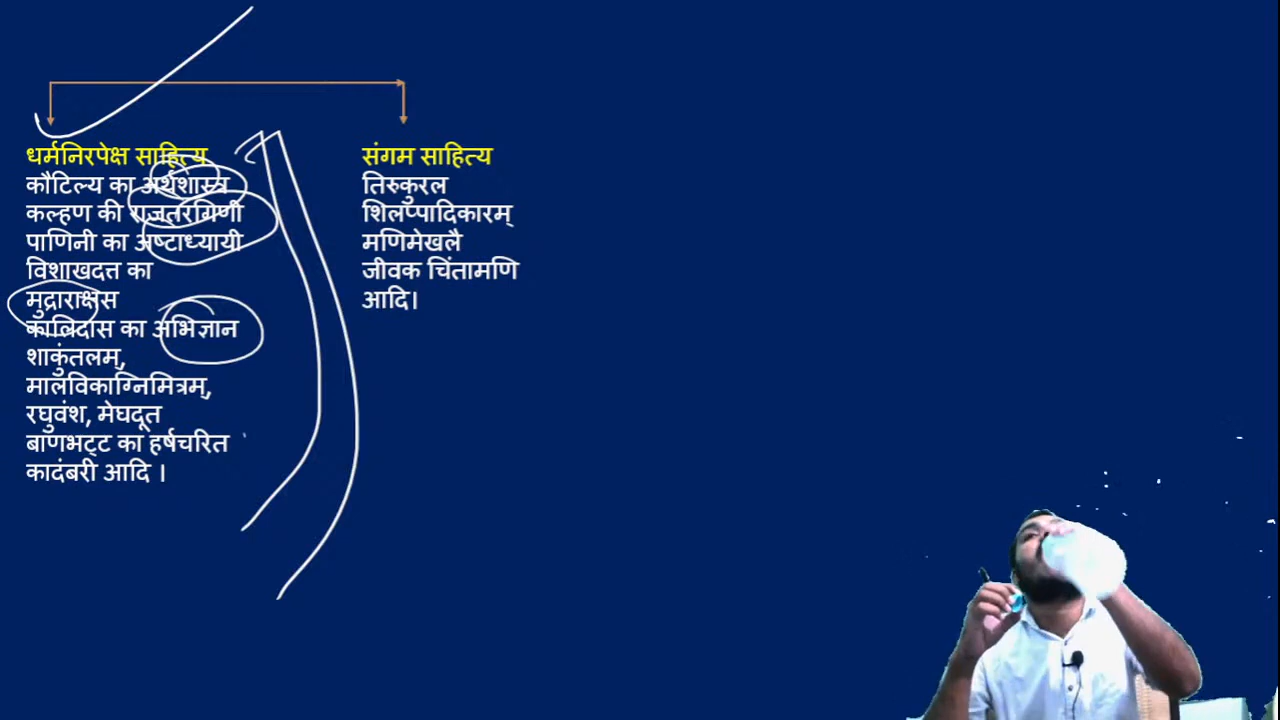 धर्मनिरपेक्ष साहित्य
कौटिल्य का अर्थशास्त्र
कल्हण की राजतरंगिणी
पाणिनी का अष्टाध्यायी
विशाखदत्त का
मुद्राराक्षस
कालिदास का अभिज्ञान
शाकुंतलम्,
मालविकाग्निमित्रम्,
रघुवंश, मेघदूत
बाणभट्ट का हर्षचरित
कादंबरी आदि ।
संगम साहित्य
तिरुकुरल
शिलप्पादिकारम्
मणिमेखलै
जीवक चिंतामणि
आदि।